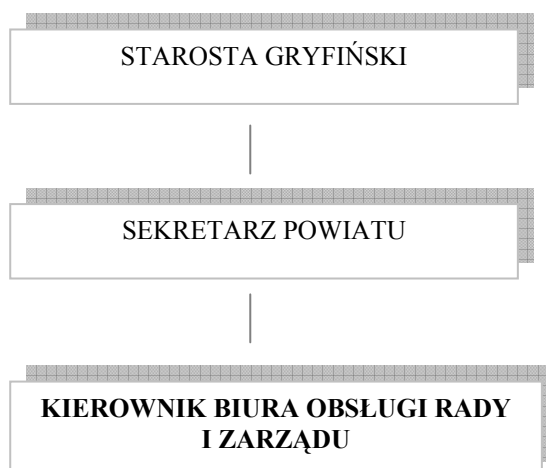 STAROSTA GRYFIŃSKI
SEKRETARZ POWIATU
KIEROWNIK BIURA OBSŁUGI RADY
I ZARZĄDU